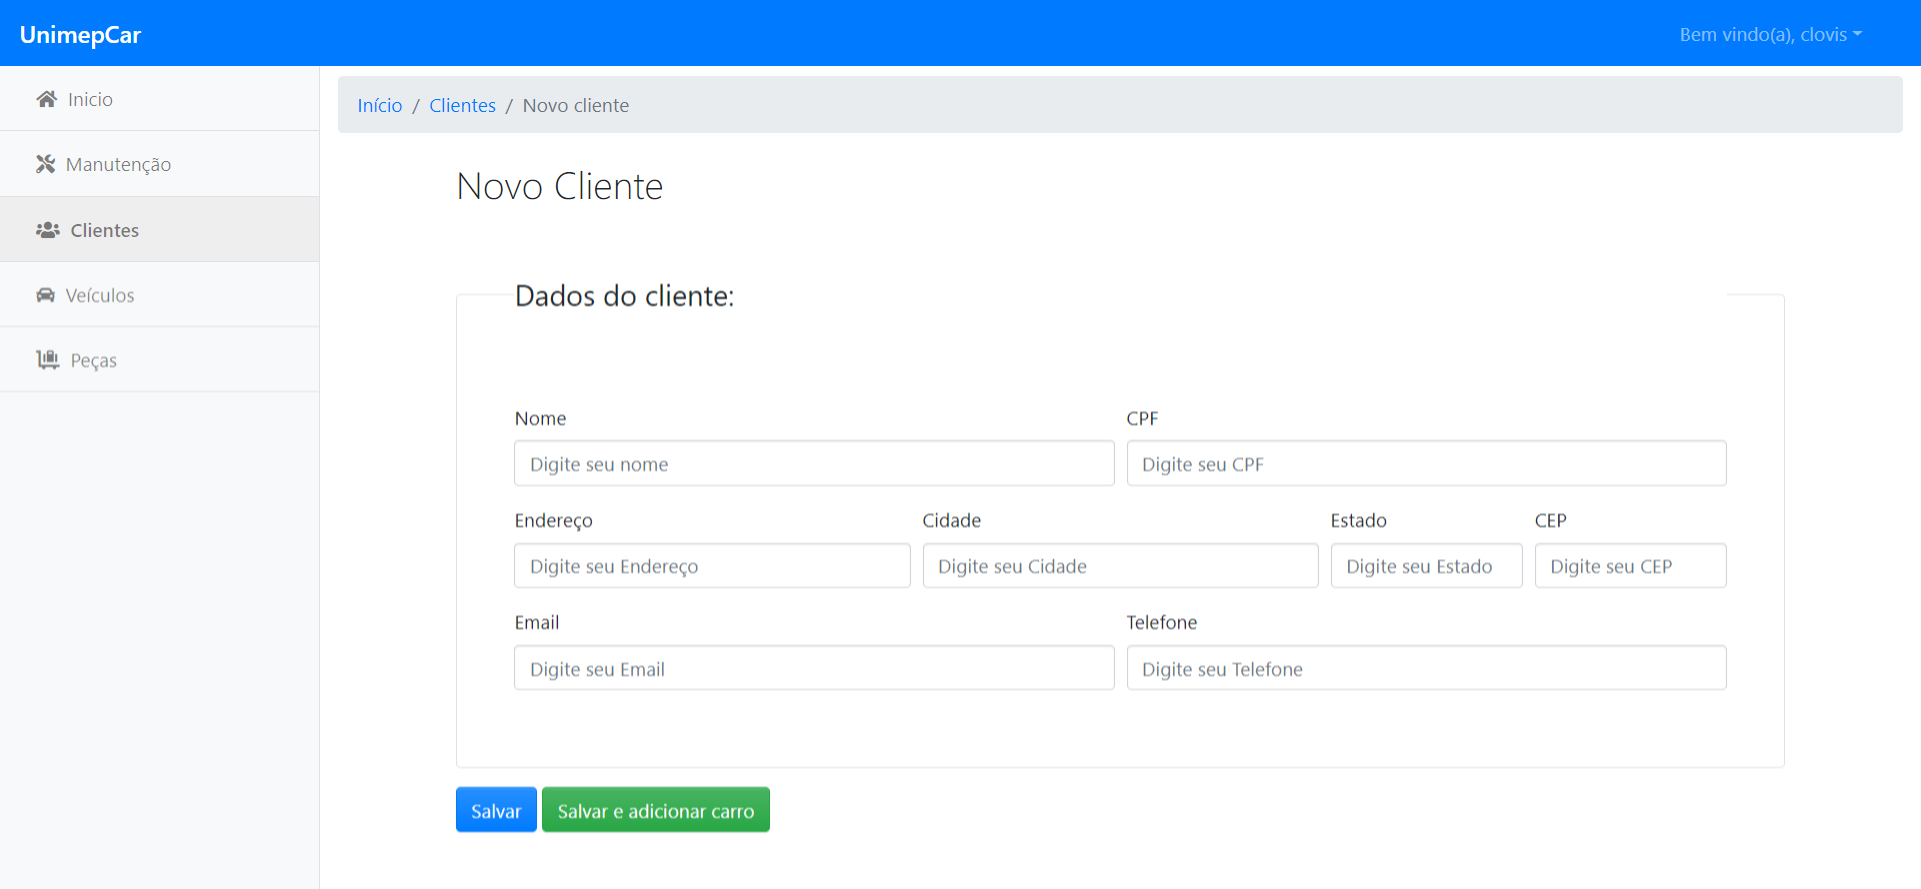 UnimepCar
Bem vindo(a), clovis
Inicio
Manutenção
Clientes
Veículos
Peças
Início / Clientes / Novo cliente
Novo Cliente
Dados do cliente:
Nome CPF
Digite seu nome Digite seu CPF
Endereço Cidade Estado CEP
Digite seu Endereço Digite seu Cidade Digite seu Estado Digite seu CEP
Email Telefone
Digite seu Email Digite seu Telefone
Salvar Salvar e adicionar carro